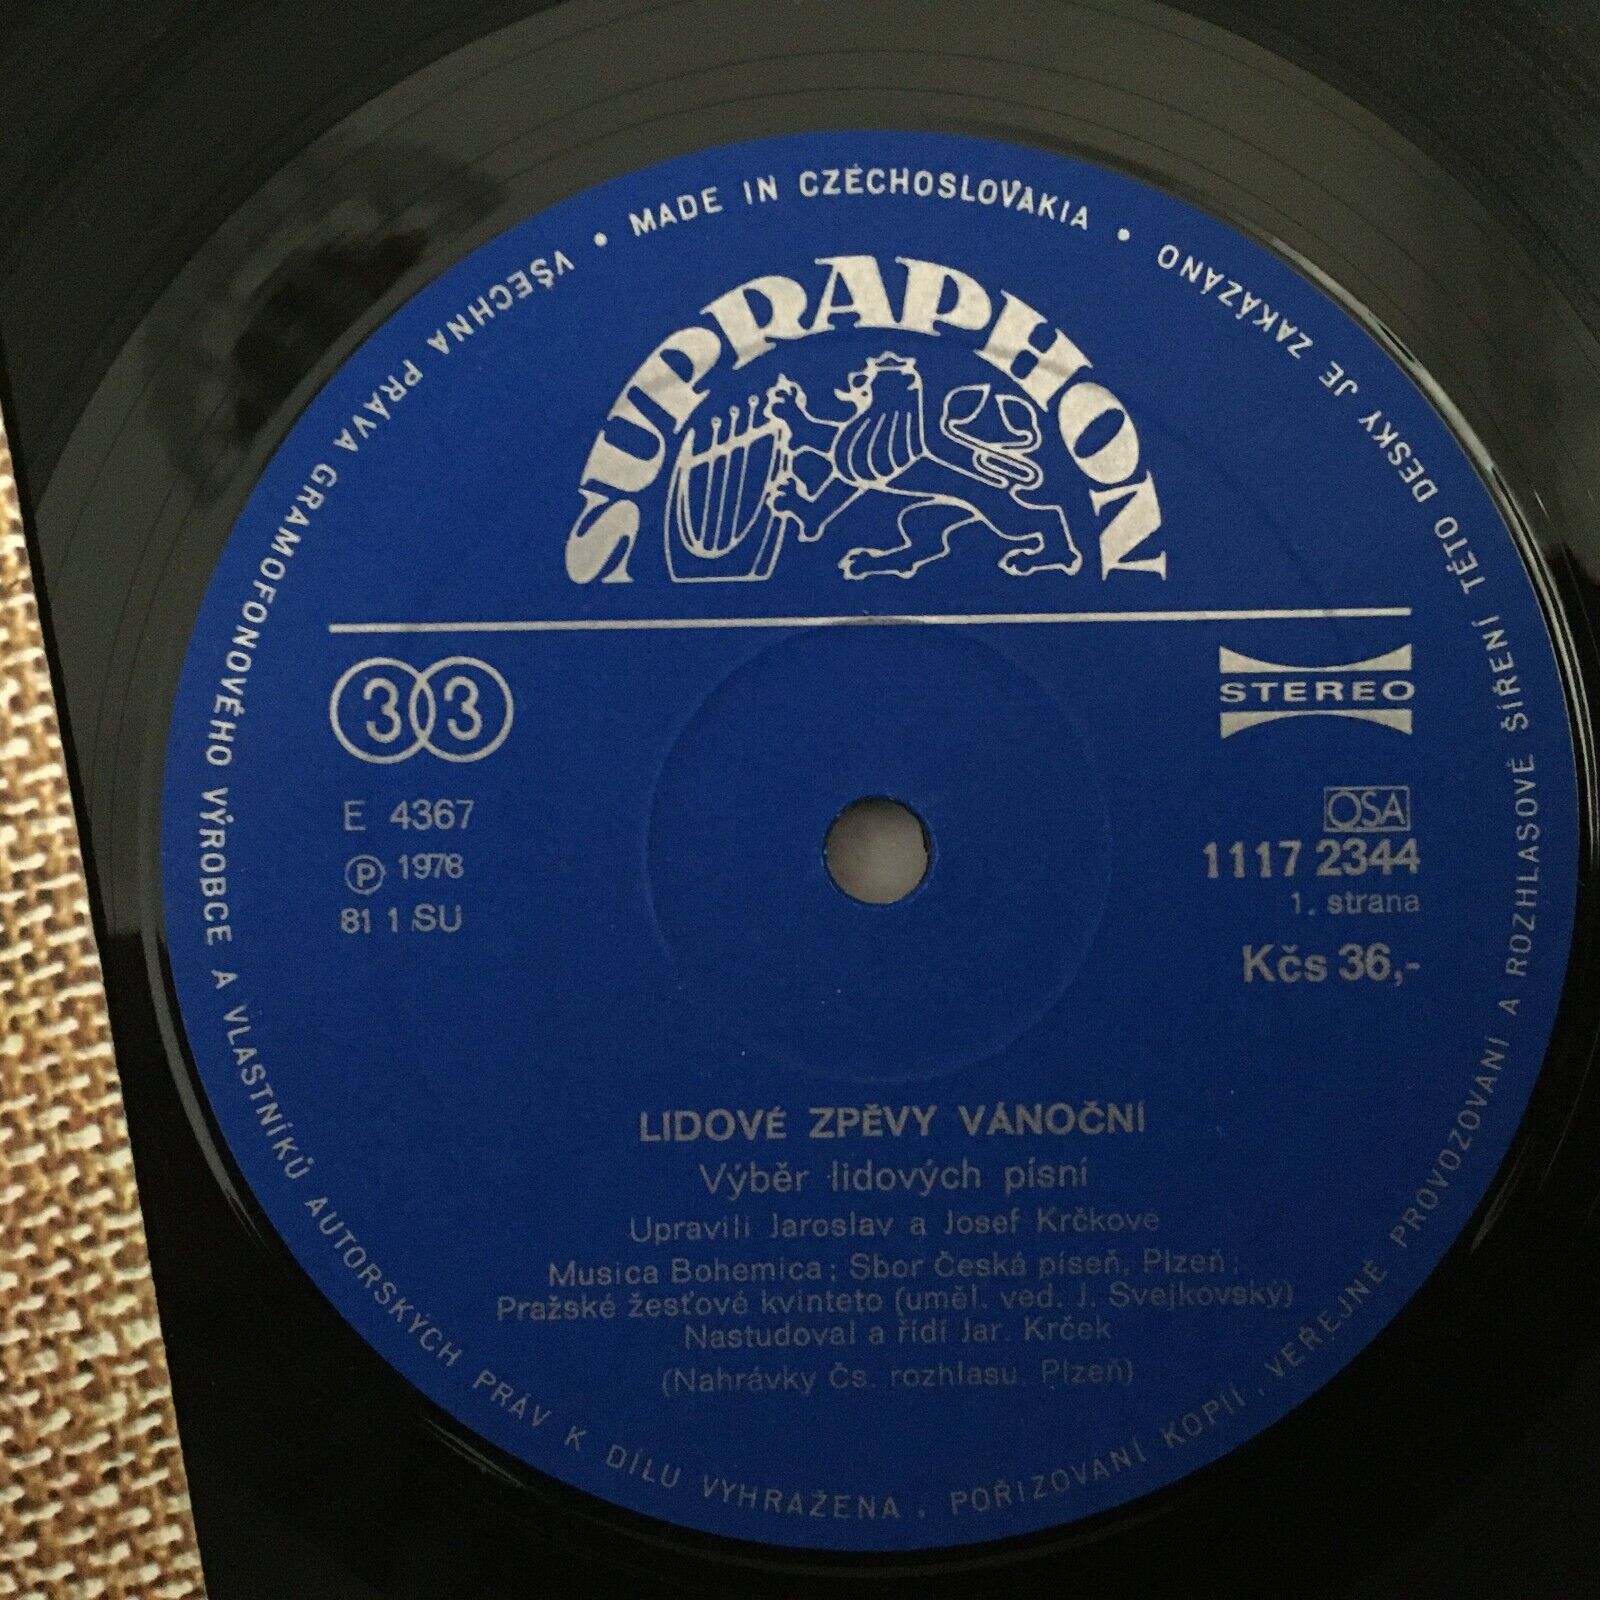 VŠECHNA PRÁVA GRAMOFONOVÉHO VÝROBCE A VLASTNÍKŮ AUTORSKÝCH PRÁV K DÍLU VYHRAŽENA . POŘIZOVÁNÍ KOPIÍ , VEŘEJNÉ PROVOZOVÁNÍ A ROZHLASOVÉ ŠÍŘENÍ TÉTO DESKY JE ZAKÁZÁNO
• MADE IN CZECHOSLOVAKIA •
SUPRAPHON
33
STEREO
E 4367
Ⓟ 1978
81 1 SU
OSA
1117 2344
1. strana
Kčs 36,-
LIDOVÉ ZPĚVY VÁNOČNÍ
Výběr lidových písní
Upravili Jaroslav a Josef Krčkové
Musica Bohemica; Sbor Česká píseň, Plzeň;
Pražské žesťové kvinteto (uměl. ved. J. Svejkovský)
Nastudoval a řídí Jar. Krček
(Nahrávky Čs. rozhlasu, Plzeň)